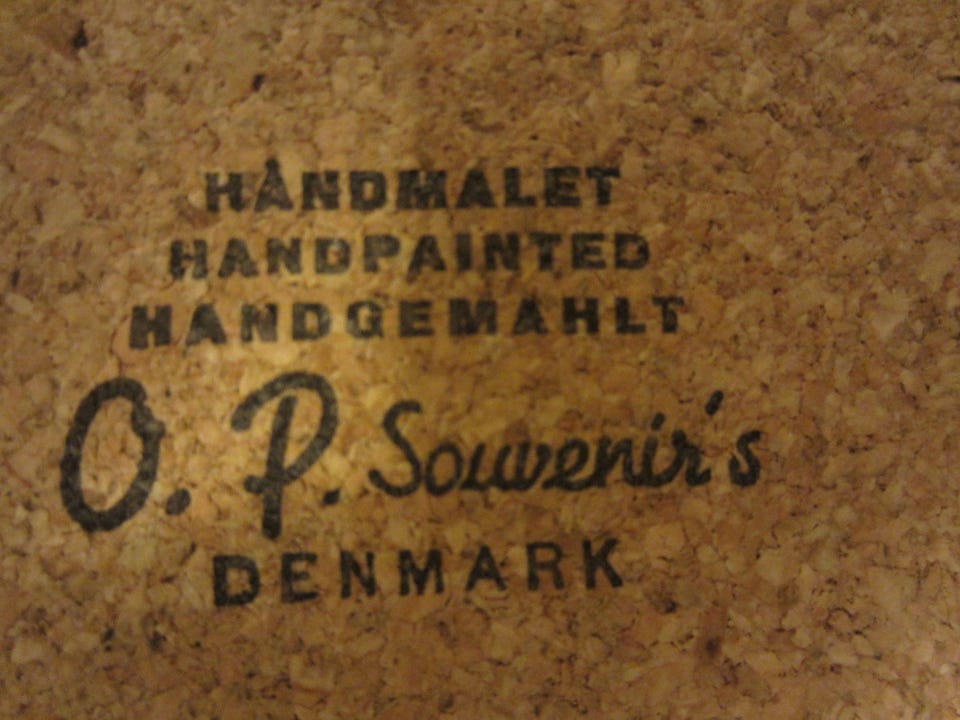 HÅNDMALET
HANDPAINTED
HANDGEMAHLT
O. P. Souvenir's
DENMARK